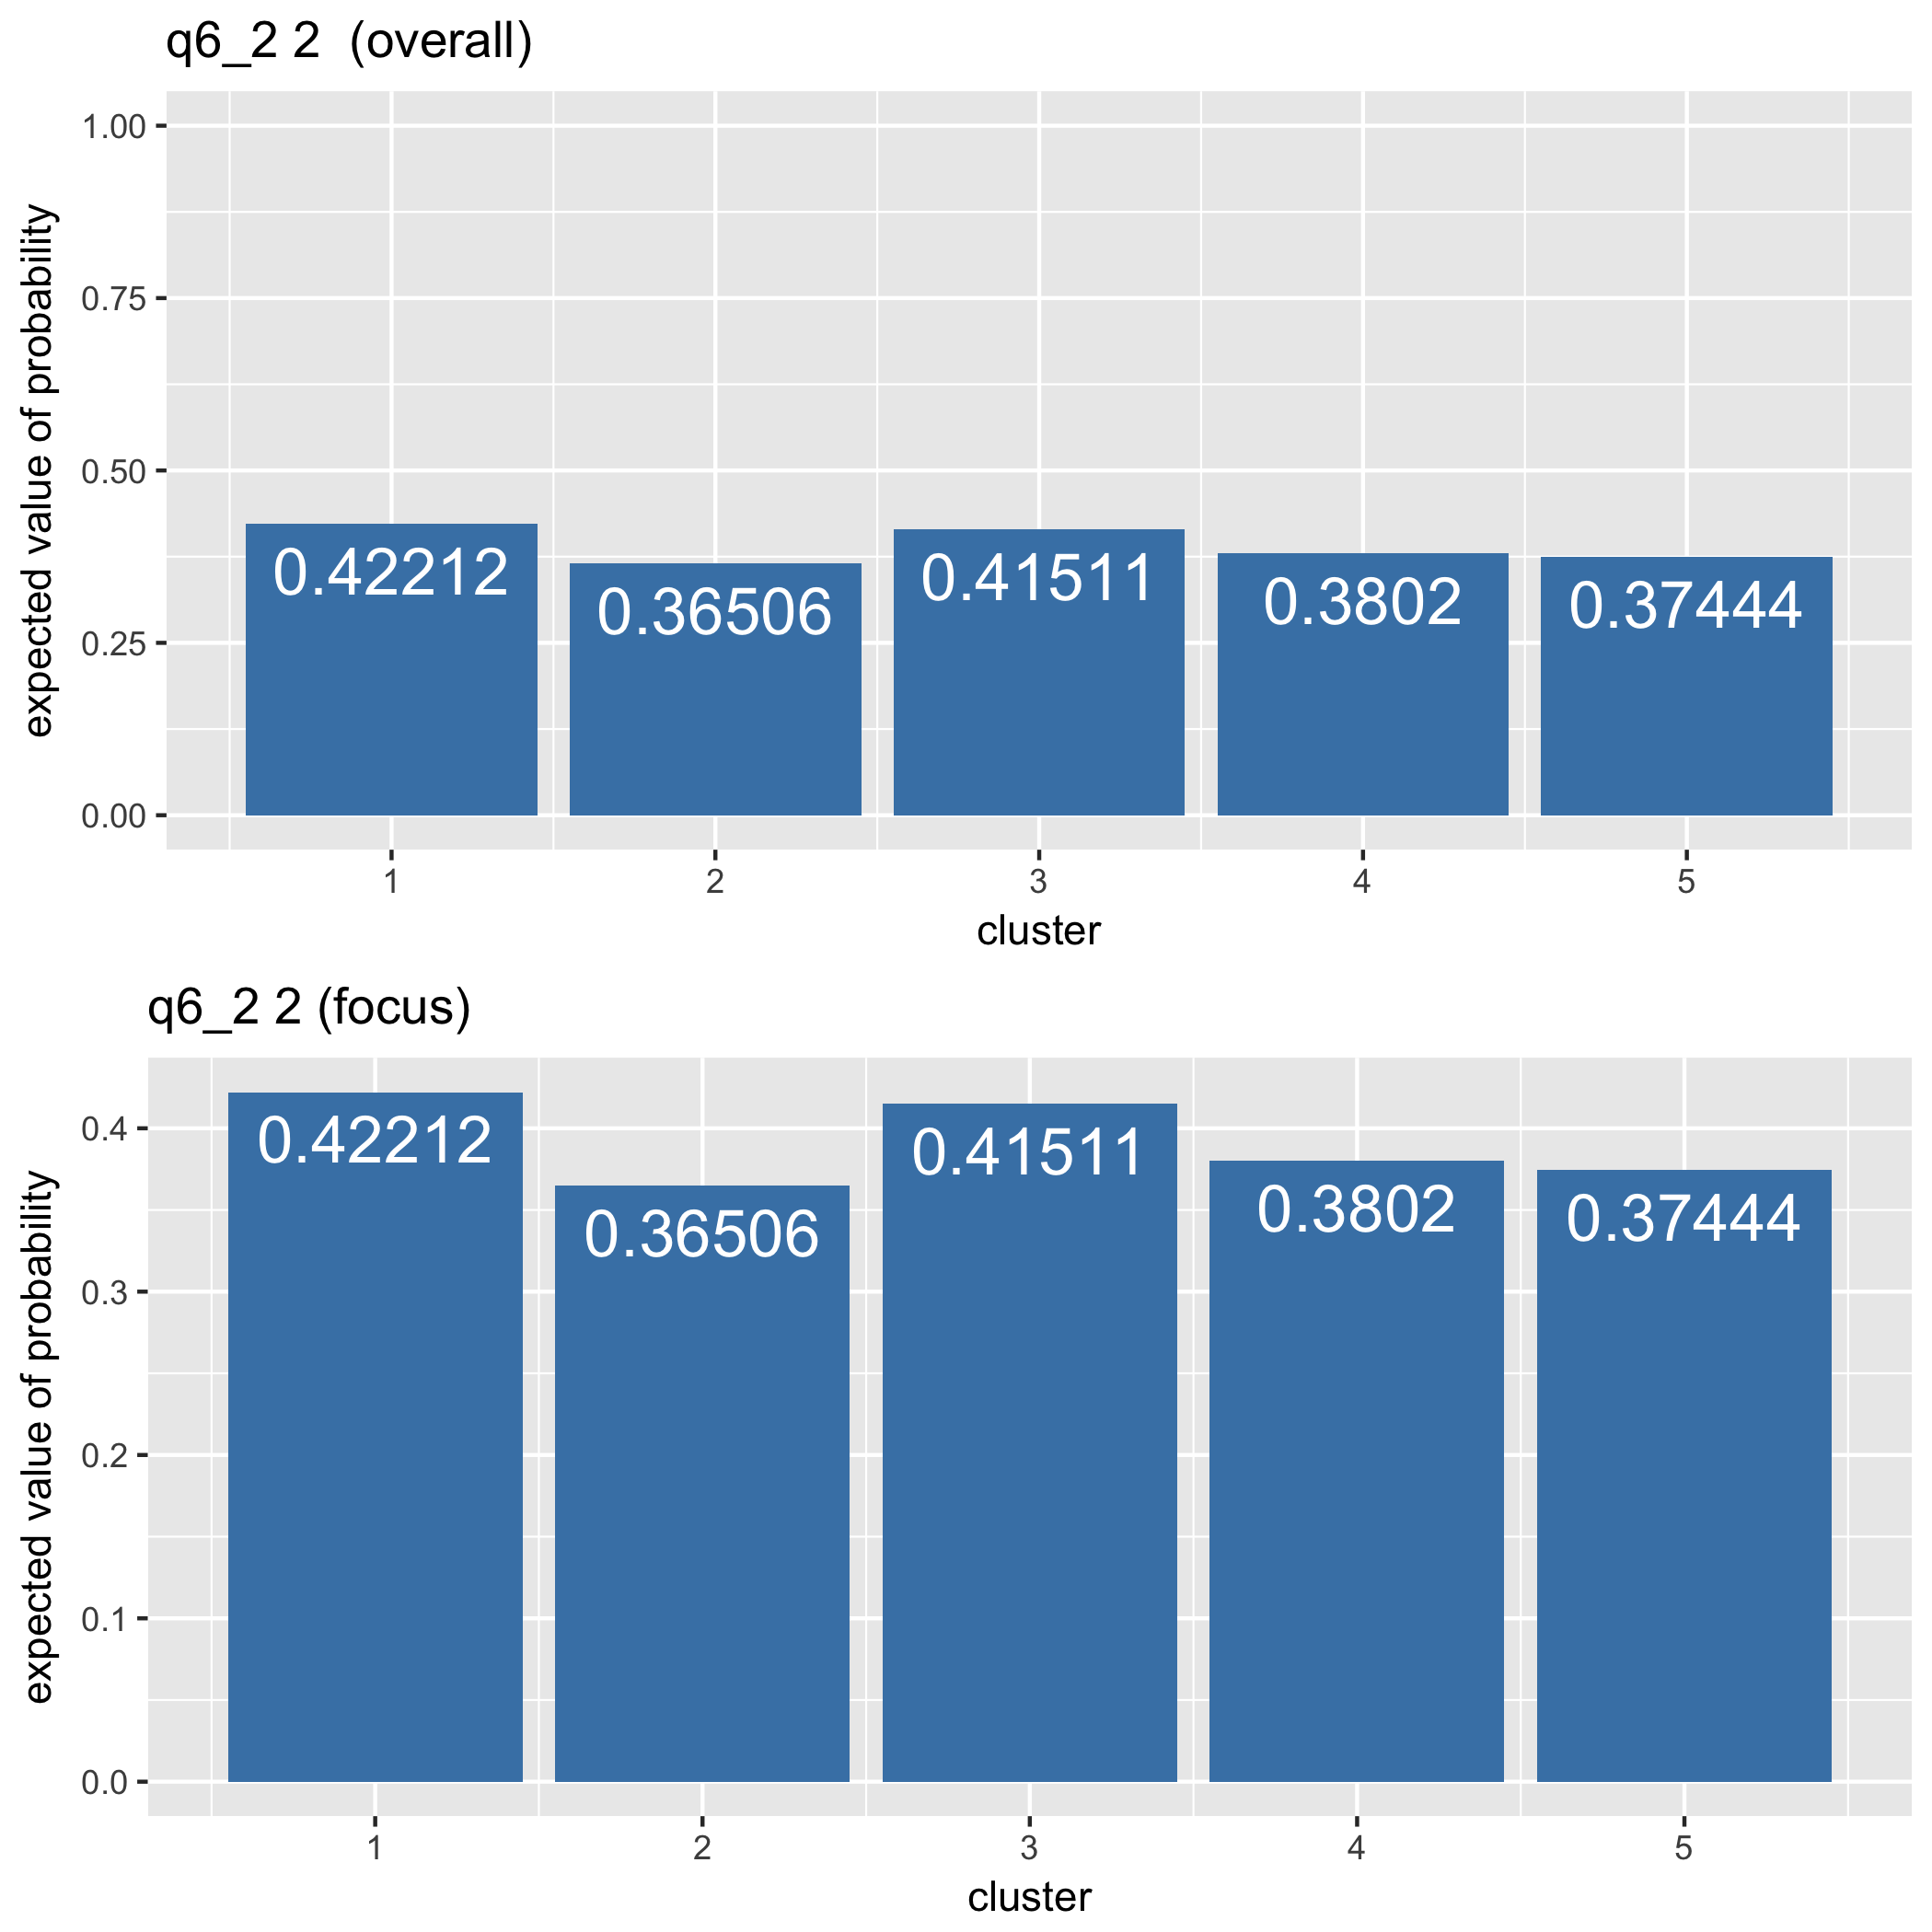 q6_2 2 (overall)
expected value of probability
1.00
0.75
0.50
0.25
0.00
0.42212
0.36506
0.41511
0.3802
0.37444
1 2 3 4 5
cluster
q6_2 2 (focus)
expected value of probability
0.4
0.3
0.2
0.1
0.0
0.42212
0.36506
0.41511
0.3802
0.37444
1 2 3 4 5
cluster